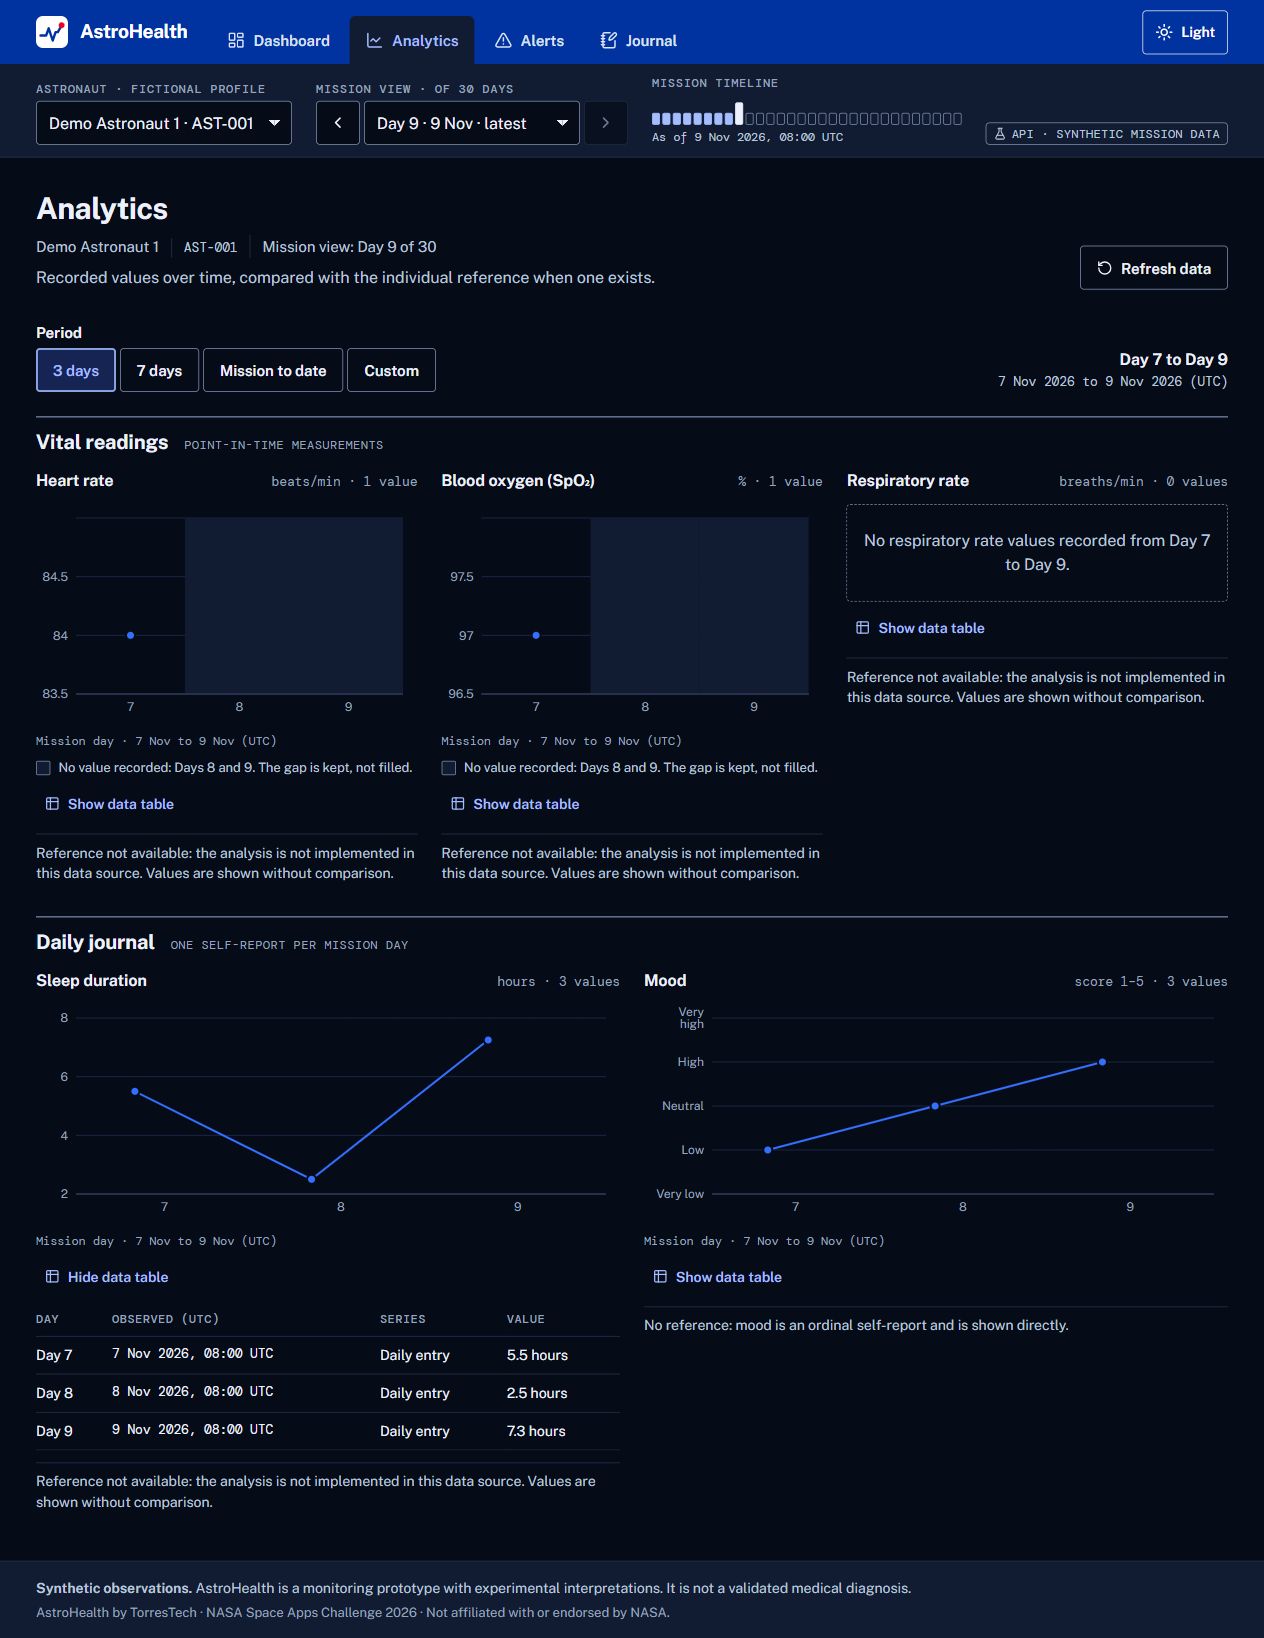 AstroHealth
Dashboard
Analytics
Alerts
Journal
Light
ASTRONAUT · FICTIONAL PROFILE
Demo Astronaut 1 · AST-001
MISSION VIEW · OF 30 DAYS
Day 9 · 9 Nov · latest
MISSION TIMELINE
As of 9 Nov 2026, 08:00 UTC
API · SYNTHETIC MISSION DATA
Analytics
Demo Astronaut 1 AST-001 Mission view: Day 9 of 30
Recorded values over time, compared with the individual reference when one exists.
Refresh data
Period
3 days
7 days
Mission to date
Custom
Day 7 to Day 9
7 Nov 2026 to 9 Nov 2026 (UTC)
Vital readings POINT-IN-TIME MEASUREMENTS
Heart rate beats/min · 1 value
84.5
84
83.5
7 8 9
Mission day · 7 Nov to 9 Nov (UTC)
No value recorded: Days 8 and 9. The gap is kept, not filled.
Show data table
Reference not available: the analysis is not implemented in
this data source. Values are shown without comparison.
Blood oxygen (SpO₂) % · 1 value
97.5
97
96.5
7 8 9
Mission day · 7 Nov to 9 Nov (UTC)
No value recorded: Days 8 and 9. The gap is kept, not filled.
Show data table
Reference not available: the analysis is not implemented in
this data source. Values are shown without comparison.
Respiratory rate breaths/min · 0 values
No respiratory rate values recorded from Day 7
to Day 9.
Show data table
Reference not available: the analysis is not implemented in
this data source. Values are shown without comparison.
Daily journal ONE SELF-REPORT PER MISSION DAY
Sleep duration hours · 3 values
8
6
4
2
7 8 9
Mission day · 7 Nov to 9 Nov (UTC)
Hide data table
DAY OBSERVED (UTC) SERIES VALUE
Day 7 7 Nov 2026, 08:00 UTC Daily entry 5.5 hours
Day 8 8 Nov 2026, 08:00 UTC Daily entry 2.5 hours
Day 9 9 Nov 2026, 08:00 UTC Daily entry 7.3 hours
Reference not available: the analysis is not implemented in this data source. Values are
shown without comparison.
Mood score 1–5 · 3 values
Very
high
High
Neutral
Low
Very low
7 8 9
Mission day · 7 Nov to 9 Nov (UTC)
Show data table
No reference: mood is an ordinal self-report and is shown directly.
Synthetic observations. AstroHealth is a monitoring prototype with experimental interpretations. It is not a validated medical diagnosis.
AstroHealth by TorresTech · NASA Space Apps Challenge 2026 · Not affiliated with or endorsed by NASA.